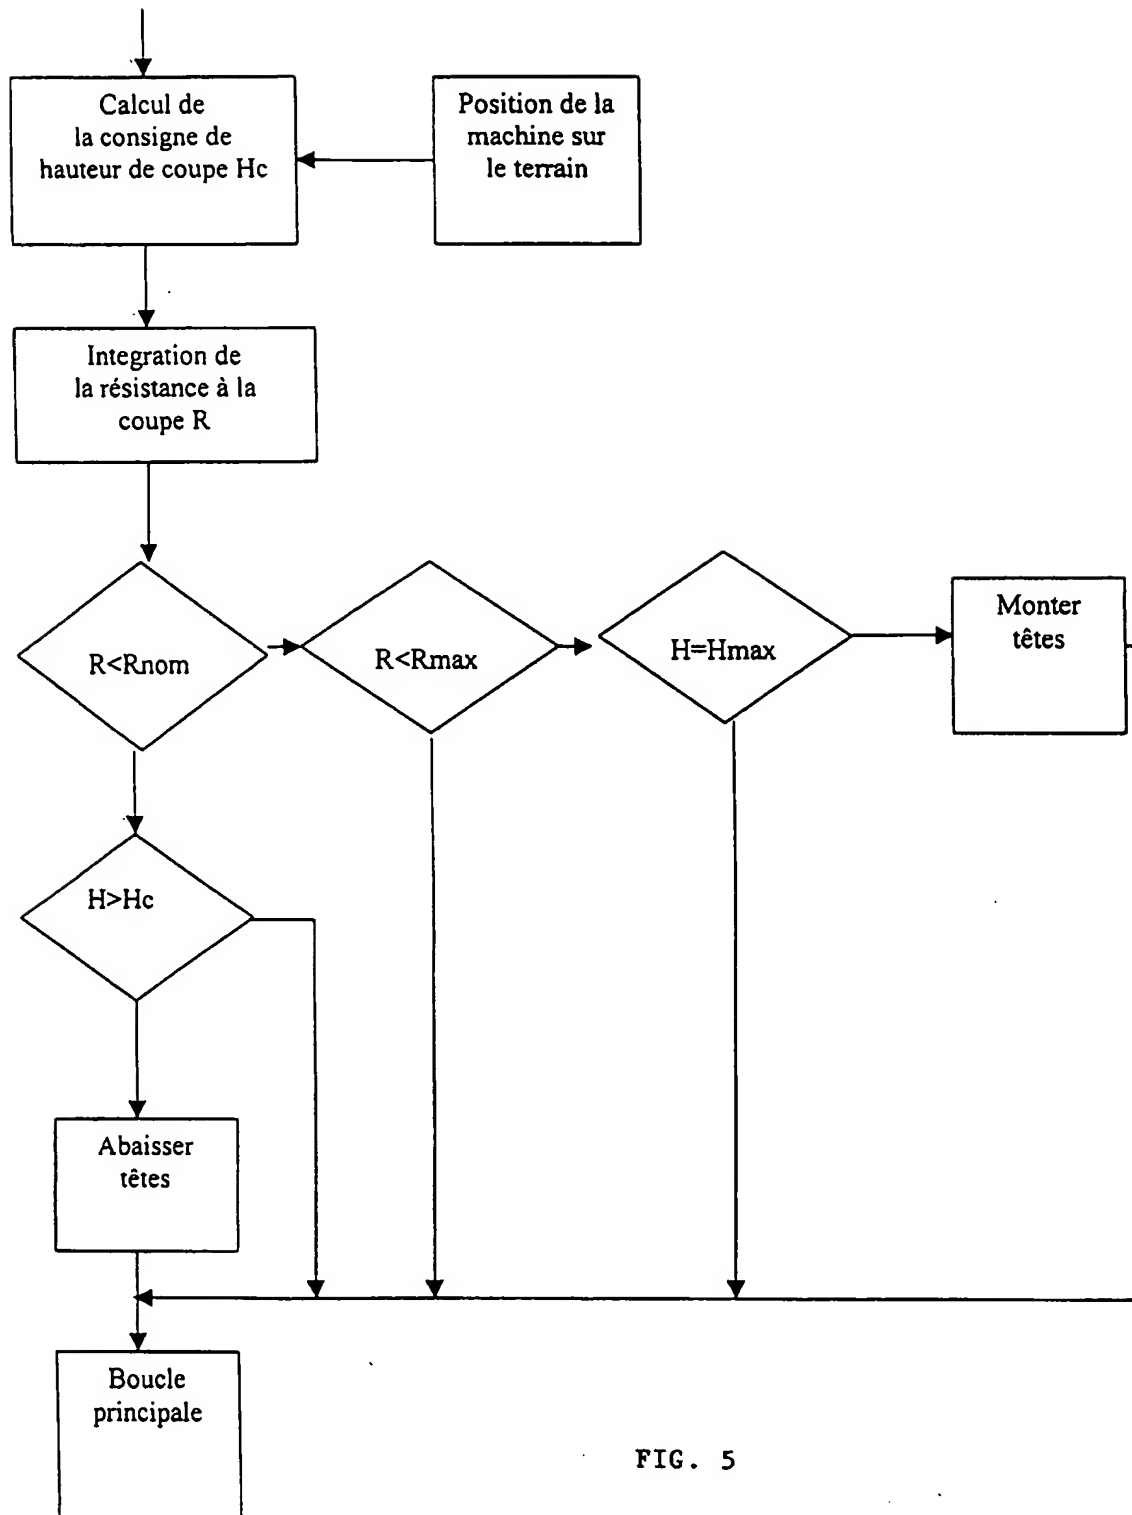 Calcul de
la consigne de
hauteur de coupe Hc
Position de la
machine sur
le terrain
Integration de
la résistance à la
coupe R
R<Rnom
R<Rmax
H=Hmax
Monter
têtes
H>Hc
Abaisser
têtes
Boucle
principale
FIG. 5